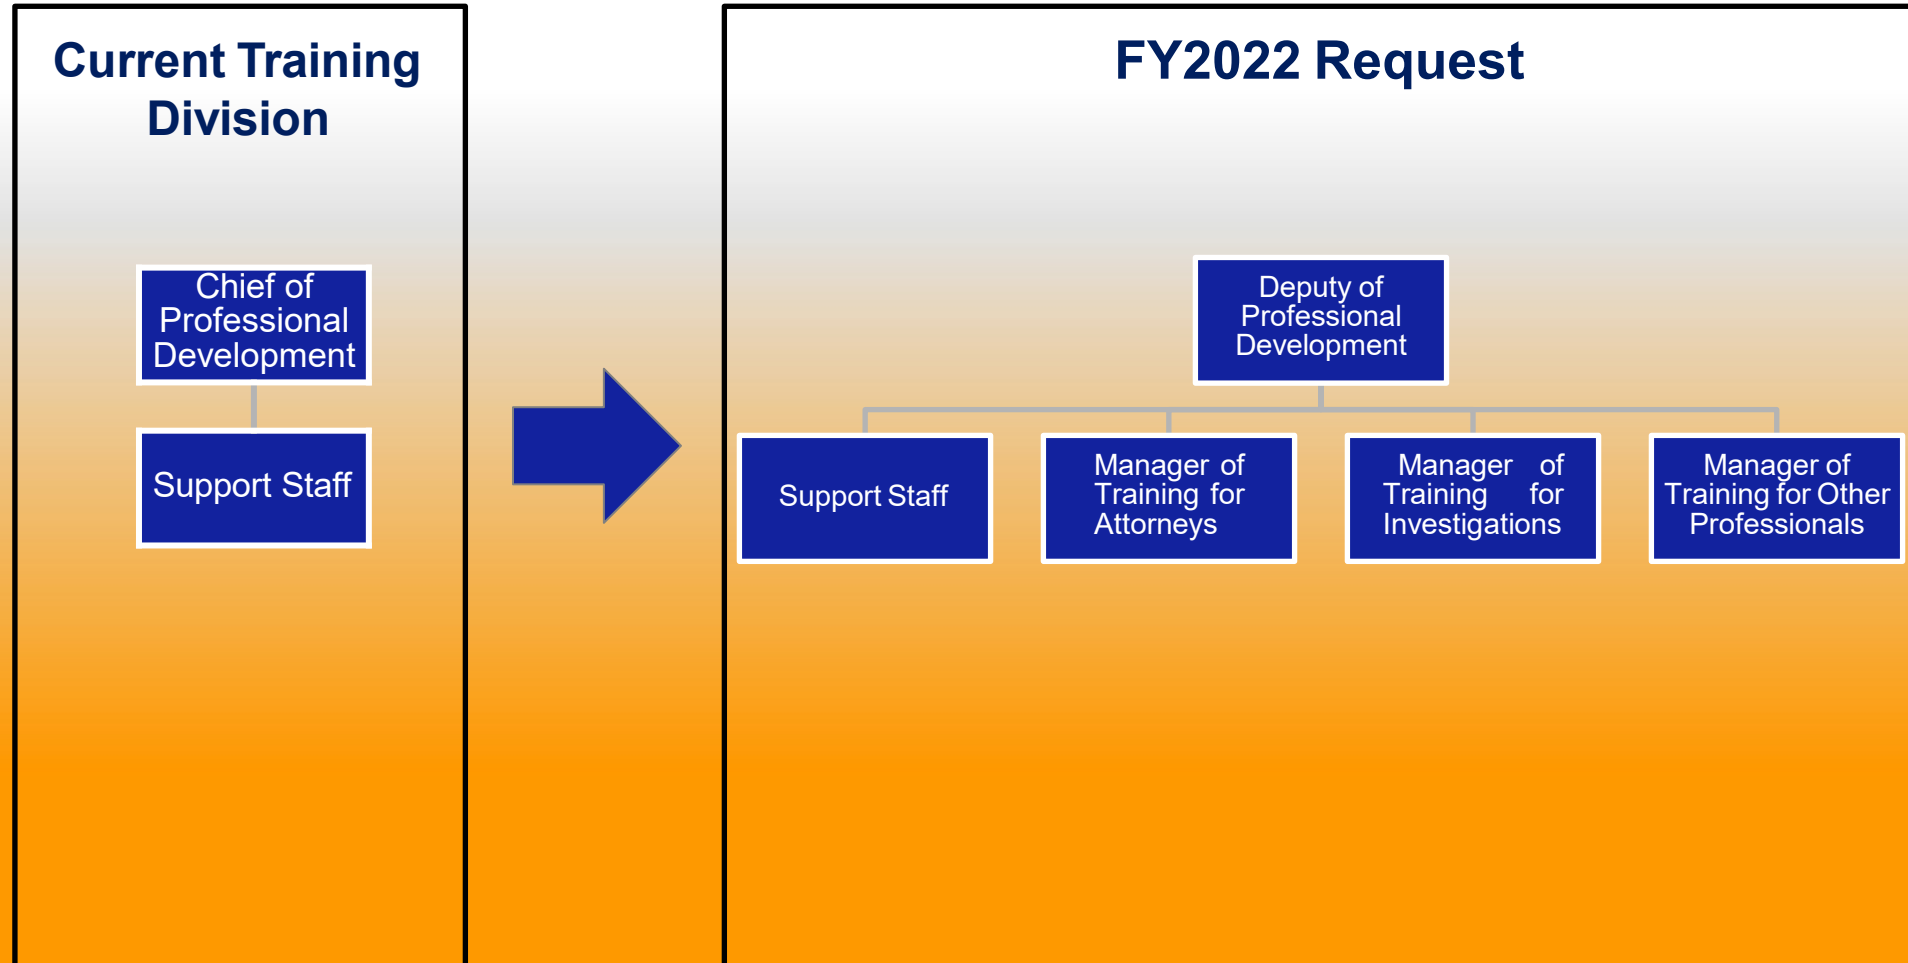 Current Training
Division
Chief of
Professional
Development
Support Staff
FY2022 Request
Deputy of
Professional
Development
Support Staff
Manager of
Training for
Attorneys
Manager of
Training for
Investigations
Manager of
Training for Other
Professionals